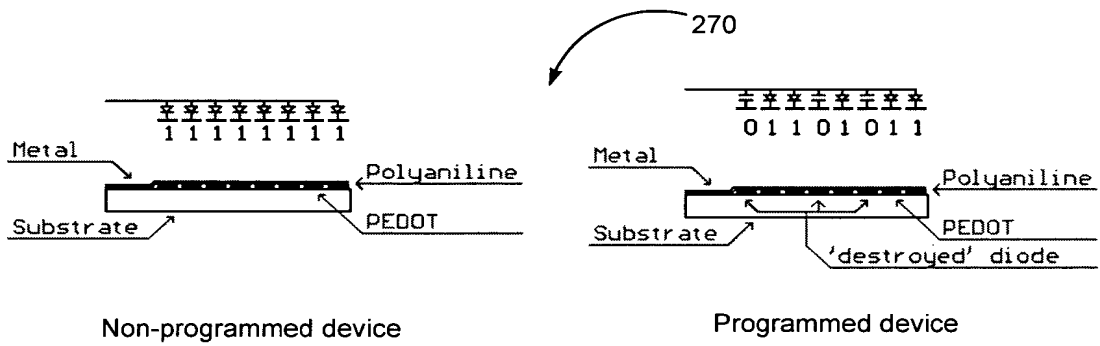 270
1 1 1 1 1 1 1 1
Metal
Polyaniline
Substrate
PEDOT
Non-programmed device
0 1 1 0 1 0 1 1
Metal
Polyaniline
Substrate
PEDOT
'destroyed' diode
Programmed device